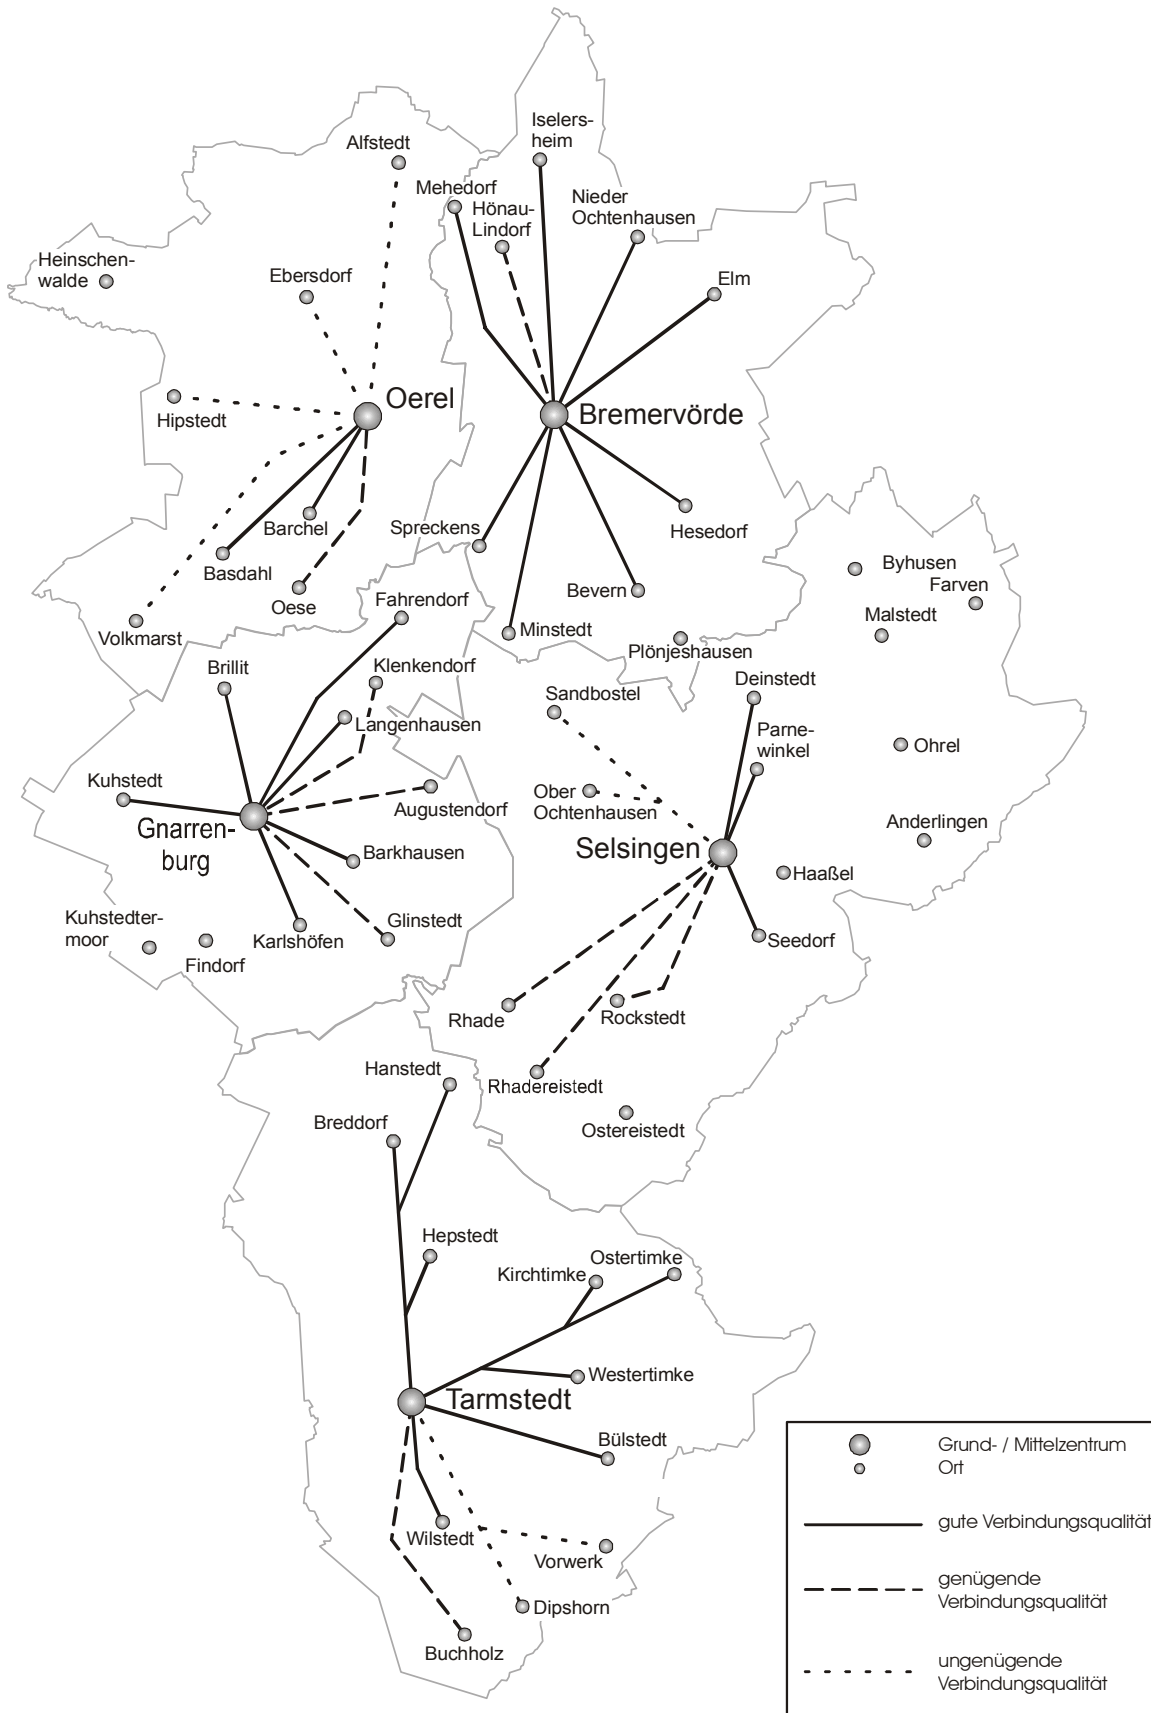 Iselers-
heim
Alfstedt
Mehedorf
Hönau-
Lindorf
Nieder
Ochtenhausen
Heinschen-
walde
Ebersdorf
Elm
Oerel
Bremervörde
Hipstedt
Barchel
Spreckens
Hesedorf
Basdahl
Oese
Bevern
Byhusen
Farven
Fahrendorf
Malstedt
Volkmarst
Minstedt
Plönjeshausen
Brillit
Klenkendorf
Sandbostel
Deinstedt
Langenhausen
Parne-
winkel
Ohrel
Kuhstedt
Augustendorf
Ober
Ochtenhausen
Anderlingen
Gnarren-
burg
Barkhausen
Selsingen
Haaßel
Kuhstedter-
moor
Findorf
Karlshöfen
Glinstedt
Seedorf
Rhade
Rockstedt
Hanstedt
Rhadereistedt
Breddorf
Ostereistedt
Hepstedt
Ostertimke
Kirchtimke
Westertimke
Tarmstedt
Bülstedt
Wilstedt
Vorwerk
Dipshorn
Buchholz
Grund- / Mittelzentrum
Ort
gute Verbindungsqualität
genügende
Verbindungsqualität
ungenügende
Verbindungsqualität